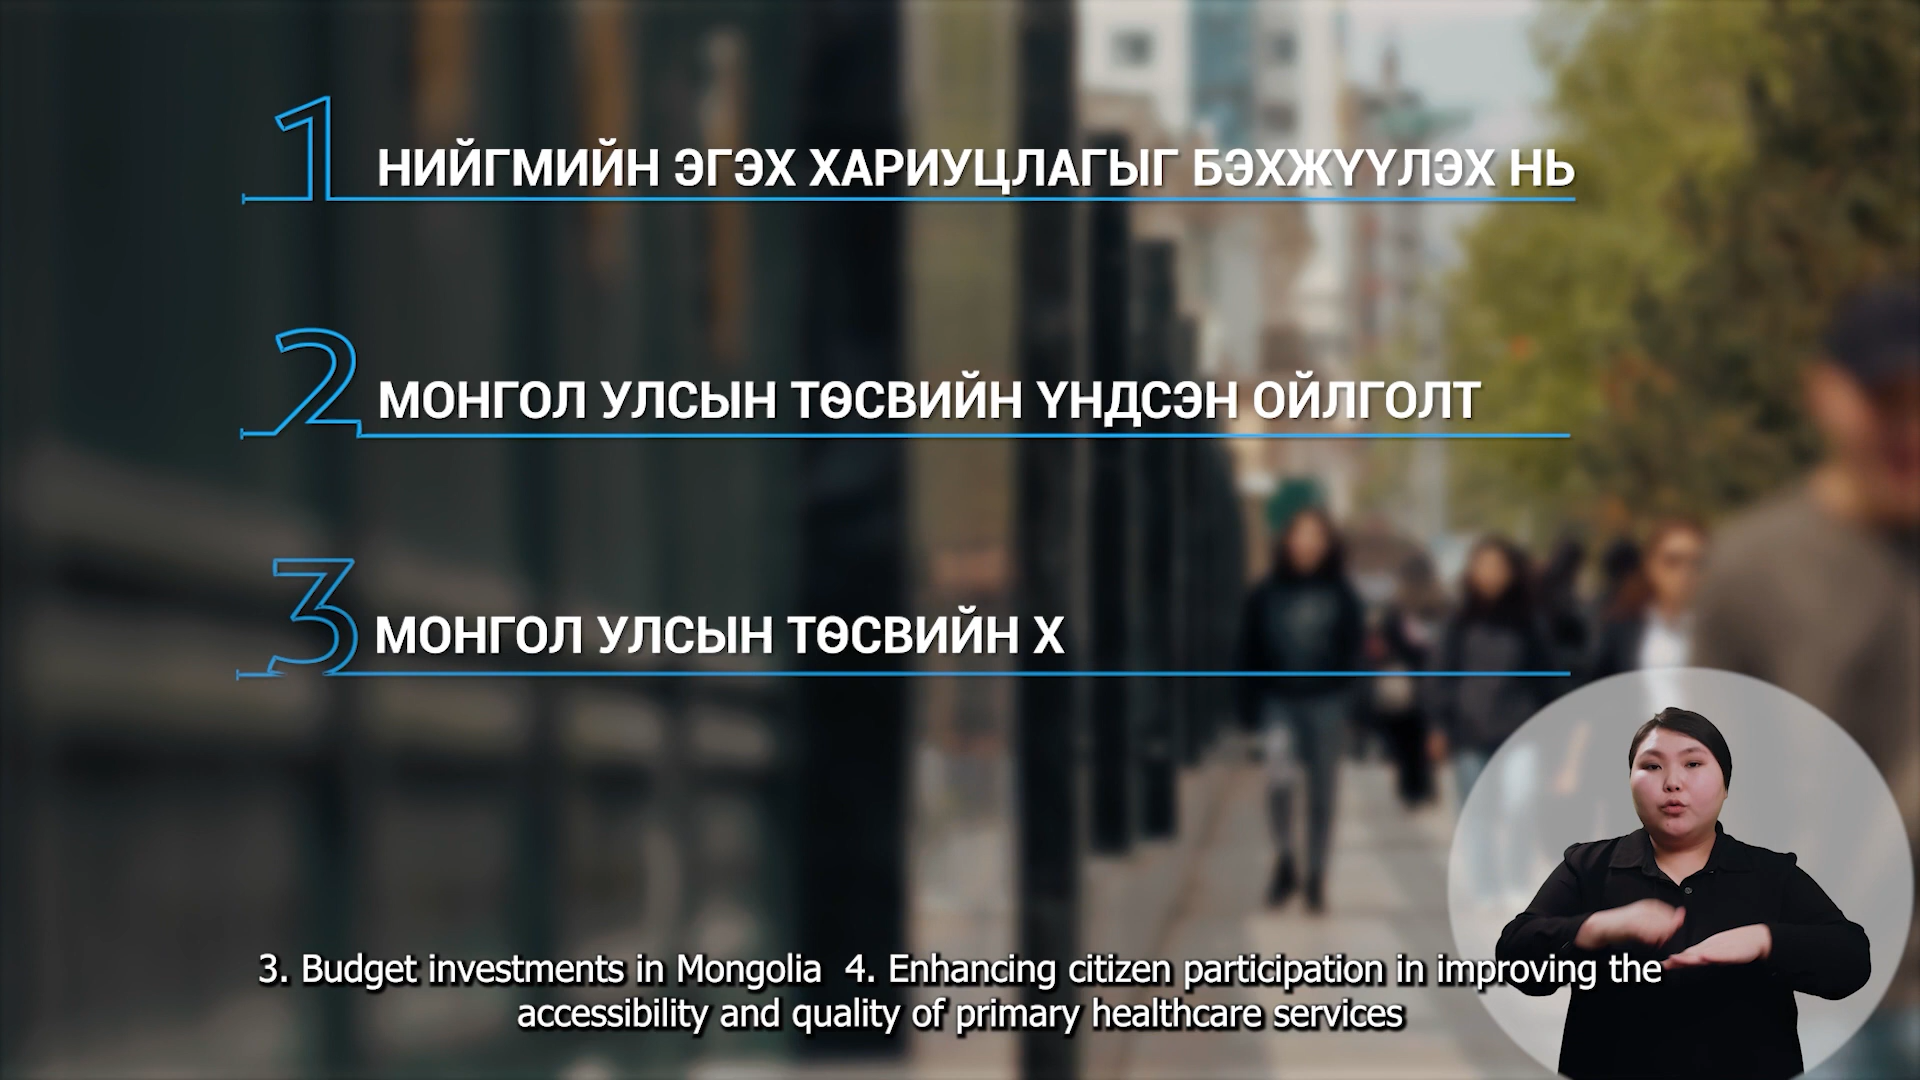 1 НИЙГМИЙН ЭГЭХ ХАРИУЦЛАГЫГ БЭХЖҮҮЛЭХ НЬ
2 МОНГОЛ УЛСЫН ТӨСВИЙН ҮНДСЭН ОЙЛГОЛТ
3 МОНГОЛ УЛСЫН ТӨСВИЙН Х
3. Budget investments in Mongolia 4. Enhancing citizen participation in improving the
accessibility and quality of primary healthcare services